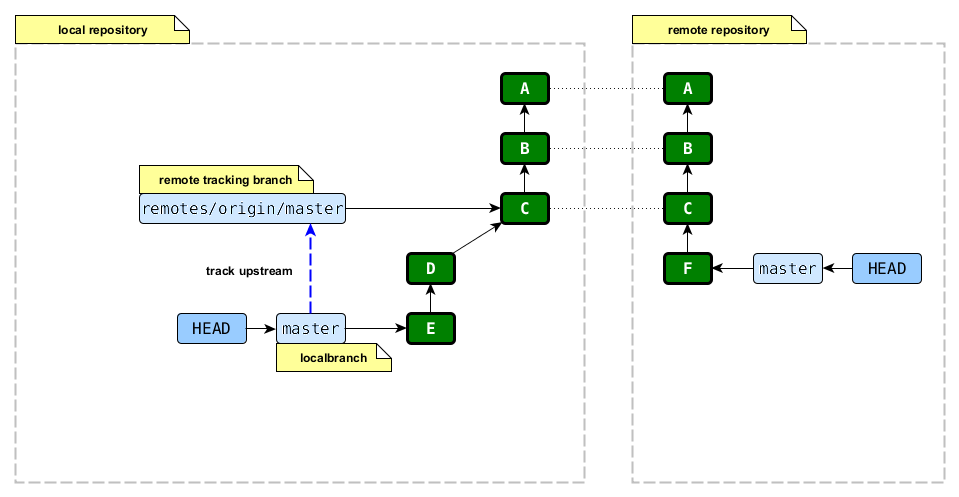 local repository
remote repository
A
A
B
B
remote tracking branch
remotes/origin/master
C
C
track upstream
D
F
master
HEAD
HEAD
master
E
localbranch